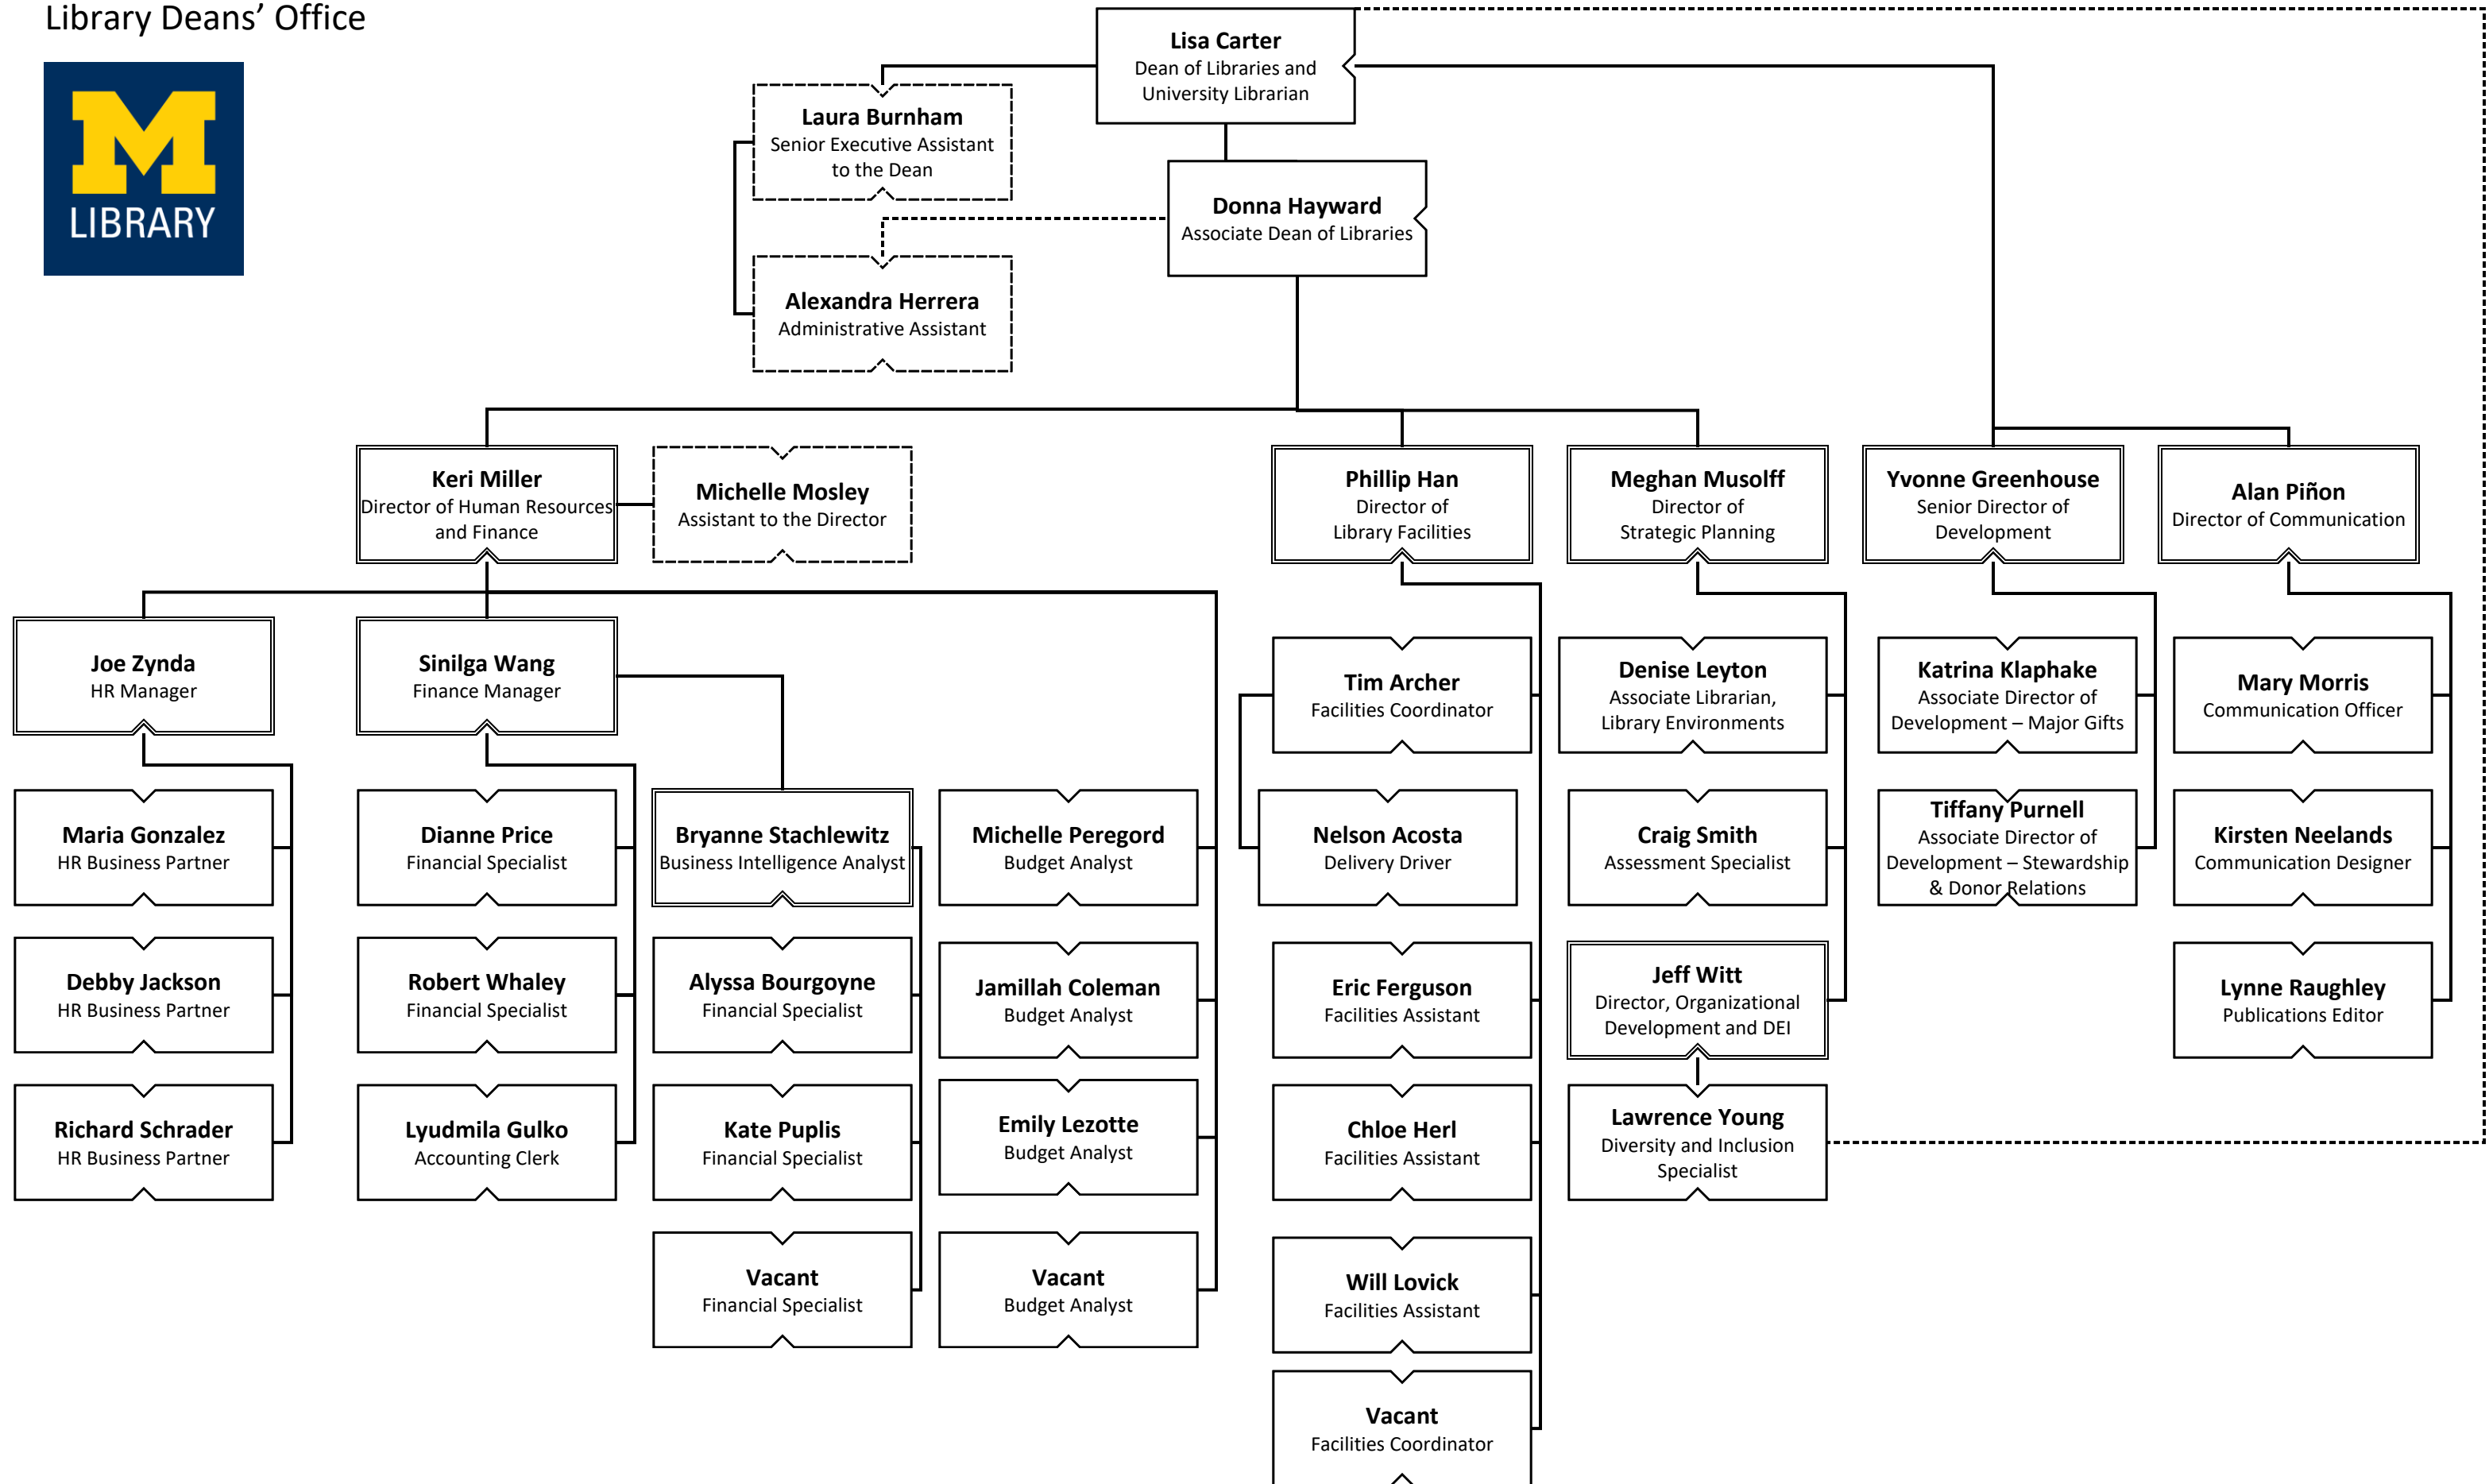 Library Deans’ Office
M
LIBRARY
Lisa Carter
Dean of Libraries and
University Librarian
Laura Burnham
Senior Executive Assistant
to the Dean
Donna Hayward
Associate Dean of Libraries
Alexandra Herrera
Administrative Assistant
Keri Miller
Director of Human Resources
and Finance
Michelle Mosley
Assistant to the Director
Phillip Han
Director of
Library Facilities
Meghan Musolff
Director of
Strategic Planning
Yvonne Greenhouse
Senior Director of
Development
Alan Piñon
Director of Communication
Joe Zynda
HR Manager
Sinilga Wang
Finance Manager
Tim Archer
Facilities Coordinator
Denise Leyton
Associate Librarian,
Library Environments
Katrina Klaphake
Associate Director of
Development – Major Gifts
Mary Morris
Communication Officer
Maria Gonzalez
HR Business Partner
Dianne Price
Financial Specialist
Bryanne Stachlewitz
Business Intelligence Analyst
Michelle Peregord
Budget Analyst
Nelson Acosta
Delivery Driver
Craig Smith
Assessment Specialist
Tiffany Purnell
Associate Director of
Development – Stewardship
& Donor Relations
Kirsten Neelands
Communication Designer
Debby Jackson
HR Business Partner
Robert Whaley
Financial Specialist
Alyssa Bourgoyne
Financial Specialist
Jamillah Coleman
Budget Analyst
Eric Ferguson
Facilities Assistant
Jeff Witt
Director, Organizational
Development and DEI
Lynne Raughley
Publications Editor
Richard Schrader
HR Business Partner
Lyudmila Gulko
Accounting Clerk
Kate Puplis
Financial Specialist
Emily Lezotte
Budget Analyst
Chloe Herl
Facilities Assistant
Lawrence Young
Diversity and Inclusion
Specialist
Vacant
Financial Specialist
Vacant
Budget Analyst
Will Lovick
Facilities Assistant
Vacant
Facilities Coordinator